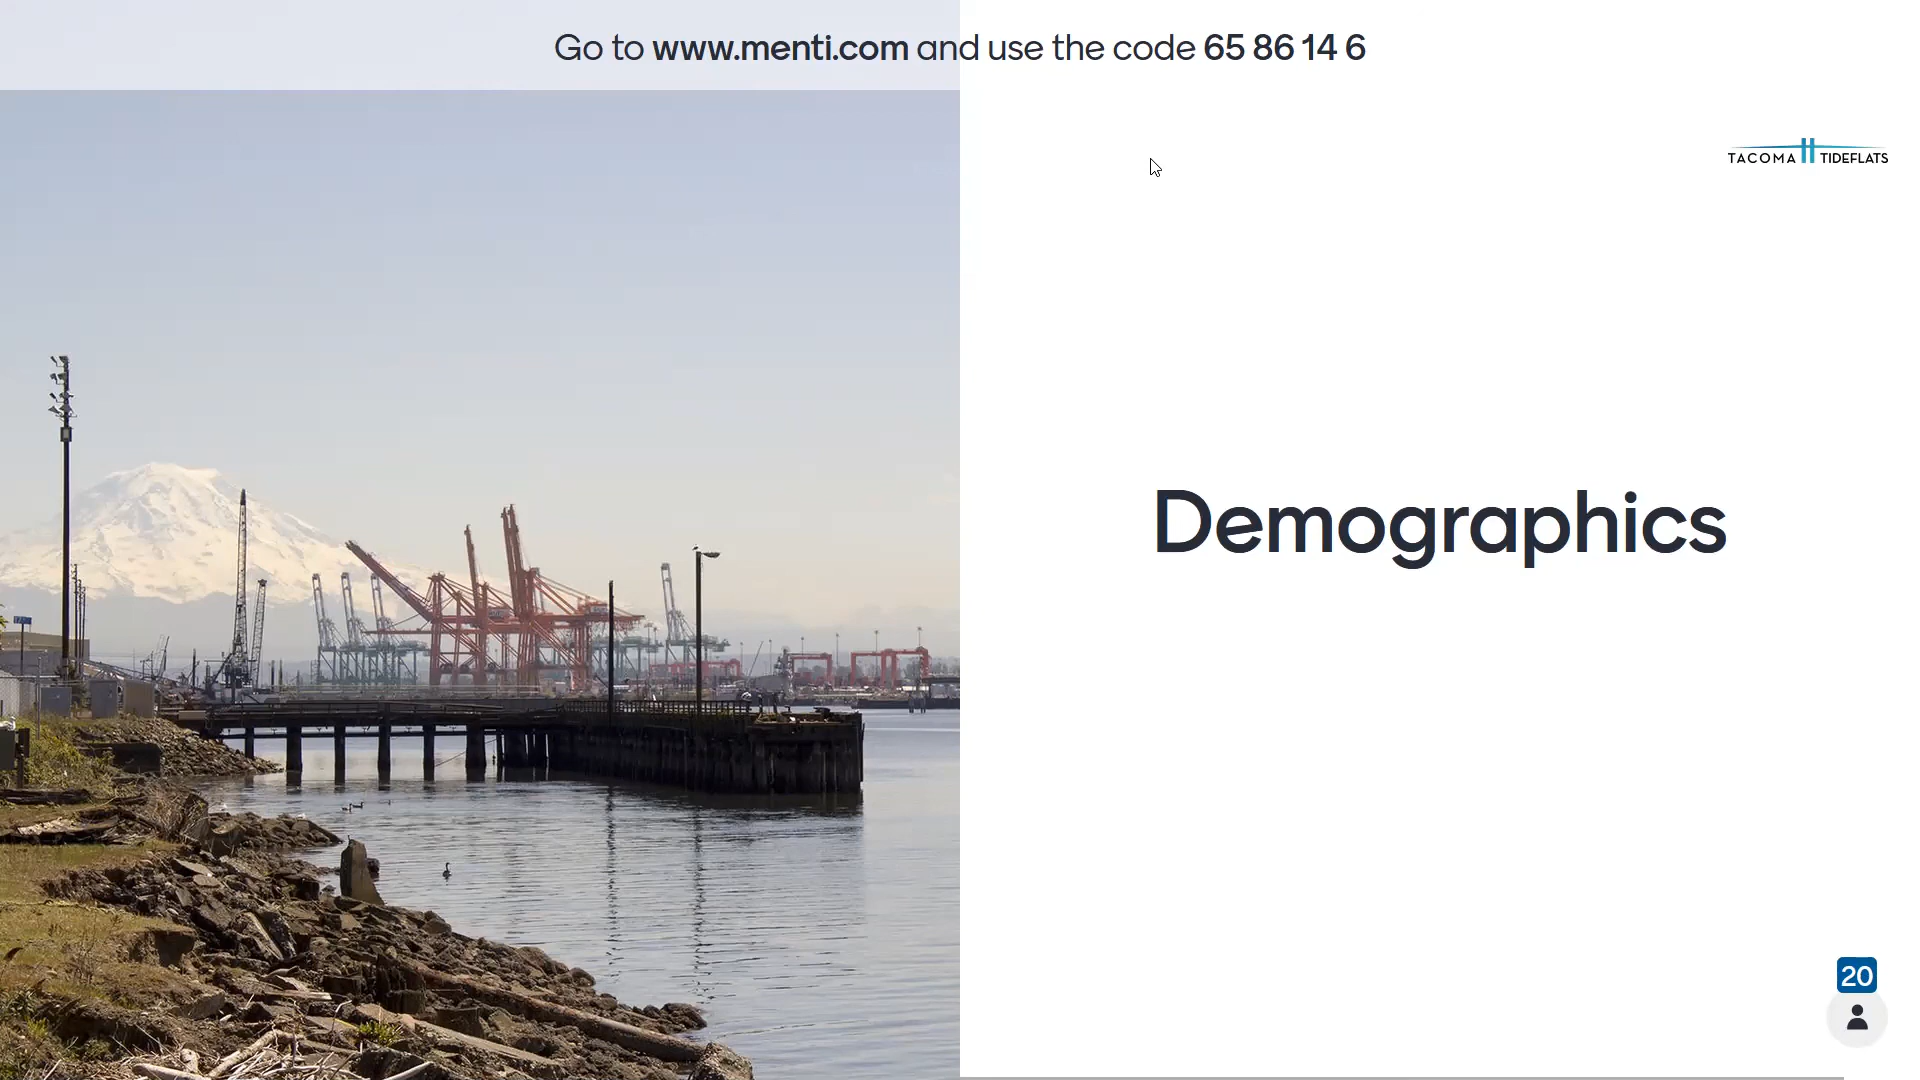 Go to www.menti.com and use the code 65 86 14 6
TACOMA TIDEFLATS
Demographics
20